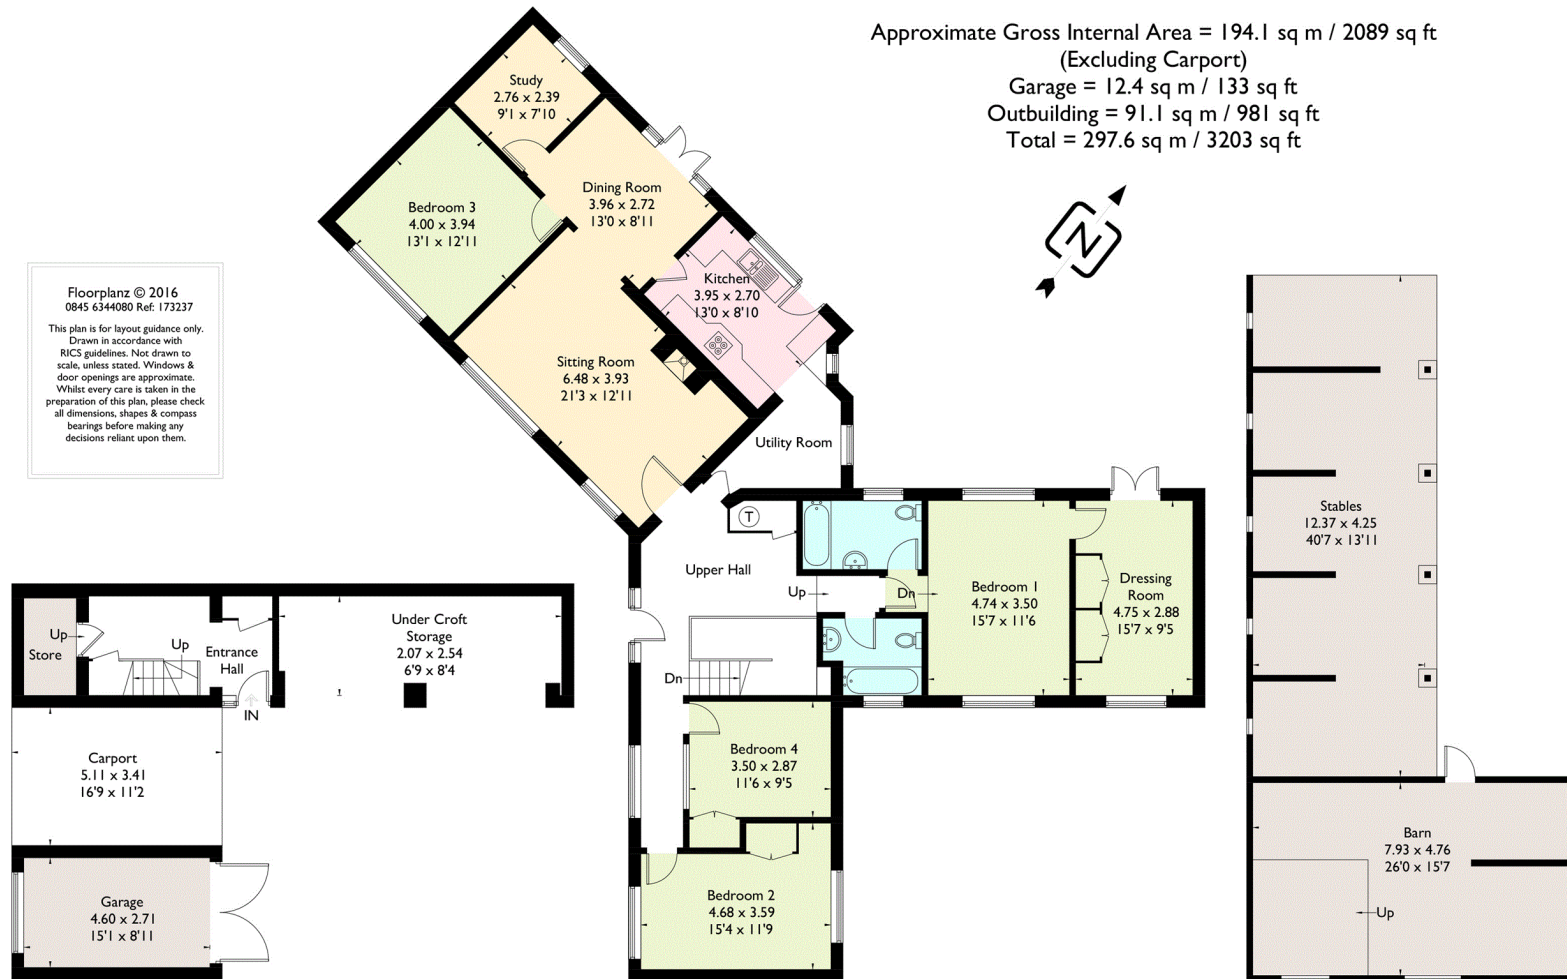 Approximate Gross Internal Area = 194.1 sq m / 2089 sq ft
(Excluding Carport)
Garage = 12.4 sq m / 133 sq ft
Outbuilding = 91.1 sq m / 981 sq ft
Total = 297.6 sq m / 3203 sq ft
N
Study
2.76 x 2.39
9'1 x 7'10
Dining Room
3.96 x 2.72
13'0 x 8'11
Bedroom 3
4.00 x 3.94
13'1 x 12'11
Kitchen
3.95 x 2.70
13'0 x 8'10
Sitting Room
6.48 x 3.93
21'3 x 12'11
Utility Room
Floorplanz © 2016
0845 6344080 Ref: 173237
This plan is for layout guidance only.
Drawn in accordance with
RICS guidelines. Not drawn to
scale, unless stated. Windows &
door openings are approximate.
Whilst every care is taken in the
preparation of this plan, please check
all dimensions, shapes & compass
bearings before making any
decisions reliant upon them.
T
Upper Hall
Up
Dn
Bedroom 1
4.74 x 3.50
15'7 x 11'6
Dressing
Room
4.75 x 2.88
15'7 x 9'5
Dn
Bedroom 4
3.50 x 2.87
11'6 x 9'5
Bedroom 2
4.68 x 3.59
15'4 x 11'9
Up
Store
Up
Entrance
Hall
IN
Under Croft
Storage
2.07 x 2.54
6'9 x 8'4
Carport
5.11 x 3.41
16'9 x 11'2
Garage
4.60 x 2.71
15'1 x 8'11
Stables
12.37 x 4.25
40'7 x 13'11
Barn
7.93 x 4.76
26'0 x 15'7
Up